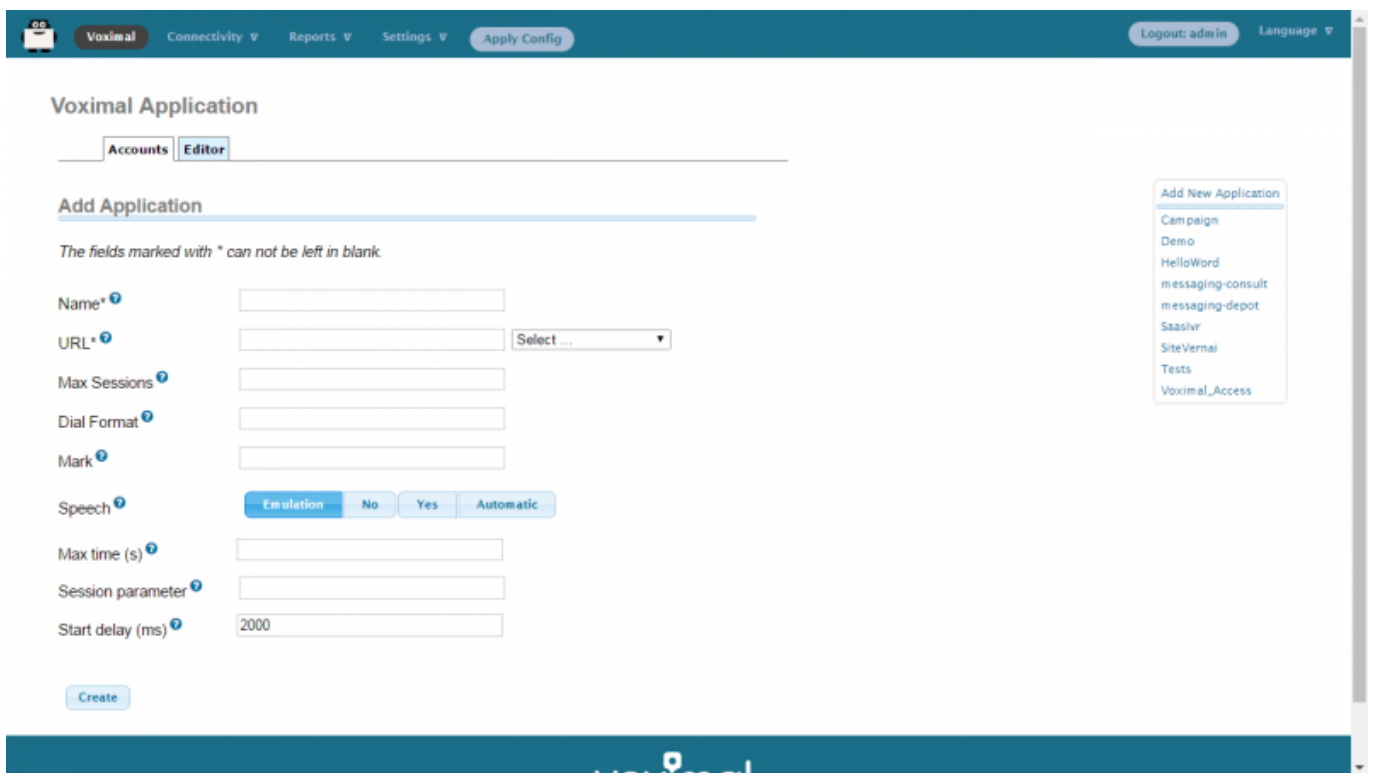 Voximal Connectivity ∇ Reports ∇ Settings ∇ Apply Config Logout: admin Language ∇
Voximal Application
Accounts Editor
Add Application
The fields marked with * can not be left in blank.
Name* ?
URL* ? Select ... ▼
Max Sessions ?
Dial Format ?
Mark ?
Speech ? Emulation No Yes Automatic
Max time (s) ?
Session parameter ?
Start delay (ms) ? 2000
Create
Add New Application
Campaign
Demo
HelloWord
messaging-consult
messaging-depot
SaasIvr
SiteVernai
Tests
Voximal_Access
voximal